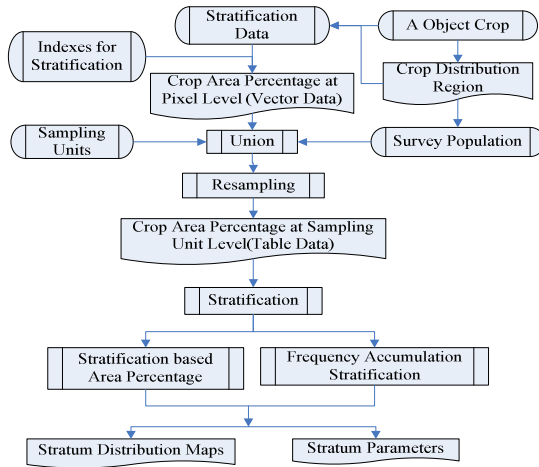 Stratification
Data
A Object Crop
Indexes for
Stratification
Crop Area Percentage at
Pixel Level (Vector Data)
Crop Distribution
Region
Sampling
Units
Union
Survey Population
Resampling
Crop Area Percentage at Sampling
Unit Level(Table Data)
Stratification
Stratification based
Area Percentage
Frequency Accumulation
Stratification
Stratum Distribution Maps
Stratum Parameters